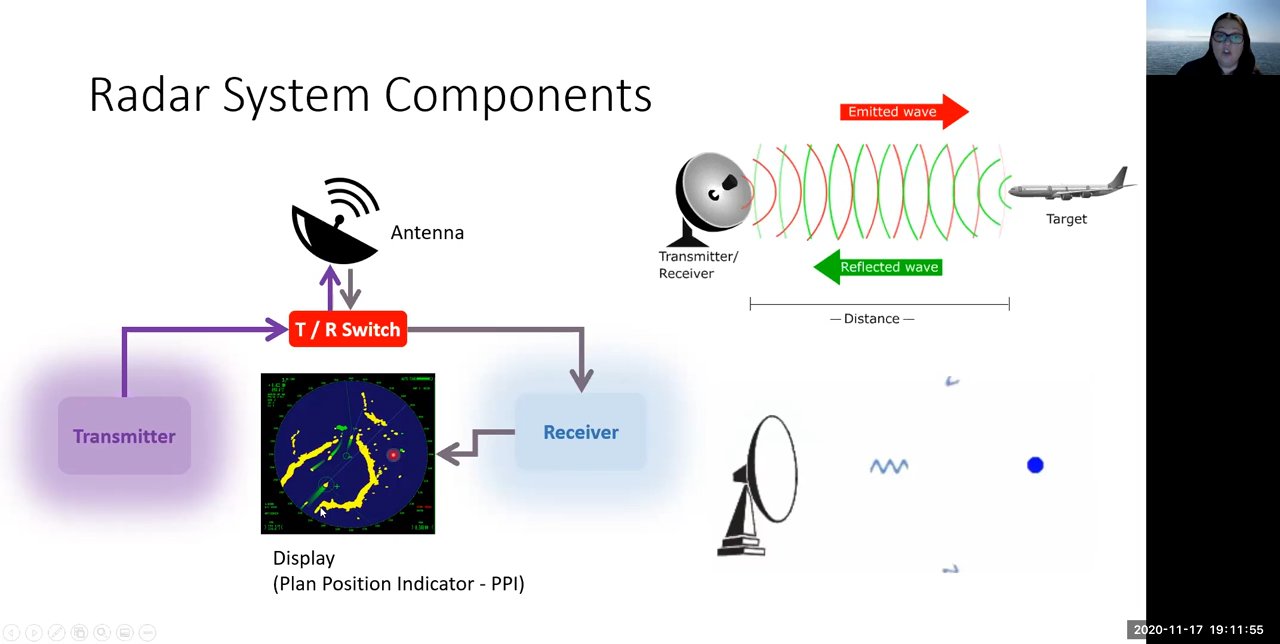 Radar System Components
Emitted wave
Antenna
Target
Transmitter/
Receiver
Reflected wave
— Distance —
T / R Switch
Transmitter
Receiver
Display
(Plan Position Indicator - PPI)
2020-11-17 19:11:55